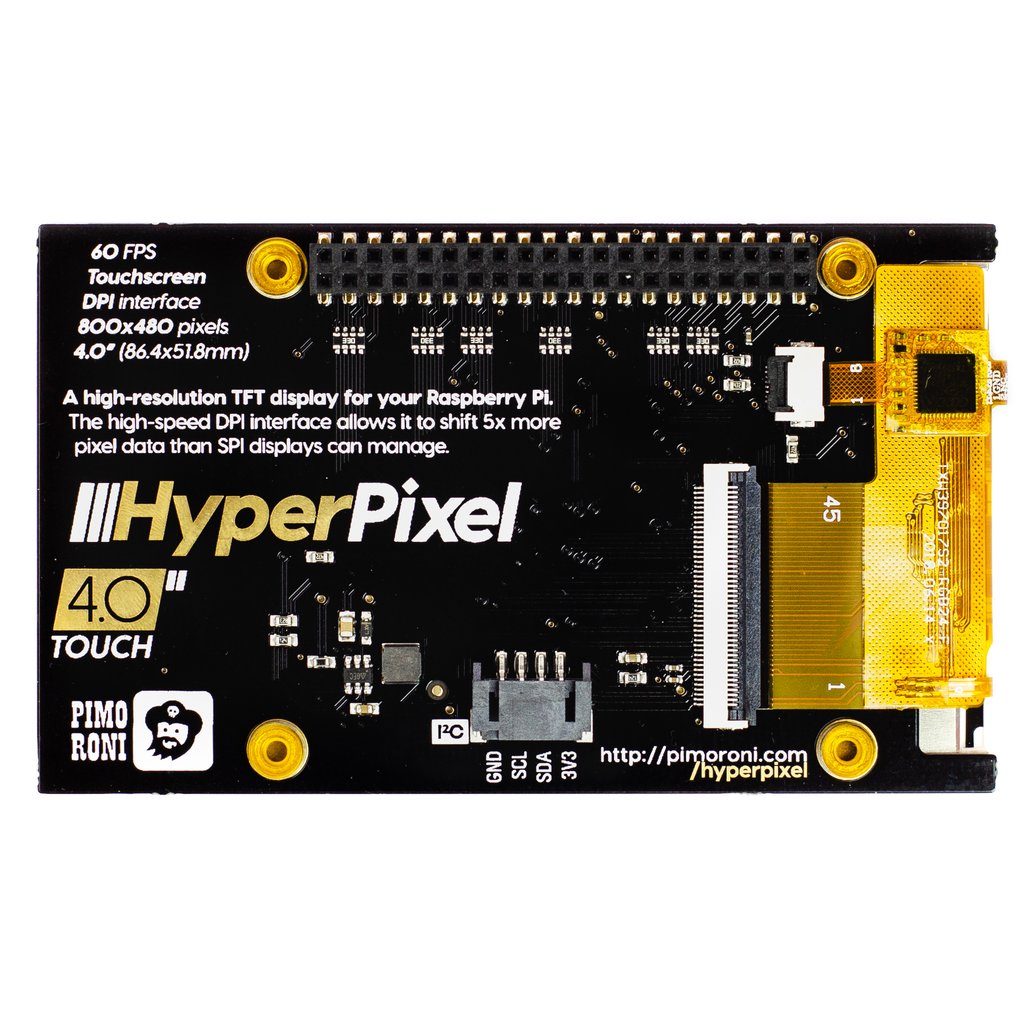 60 FPS
Touchscreen
DPI interface
800x480 pixels
4.0" (86.4x51.8mm)
A high-resolution TFT display for your Raspberry Pi.
The high-speed DPI interface allows it to shift 5x more
pixel data than SPI displays can manage.
HyperPixel
4.0"
TOUCH
PIMO
RONI
I²C
GND
SCL
SDA
3V3
http://pimoroni.com
/hyperpixel
8
1
45
1